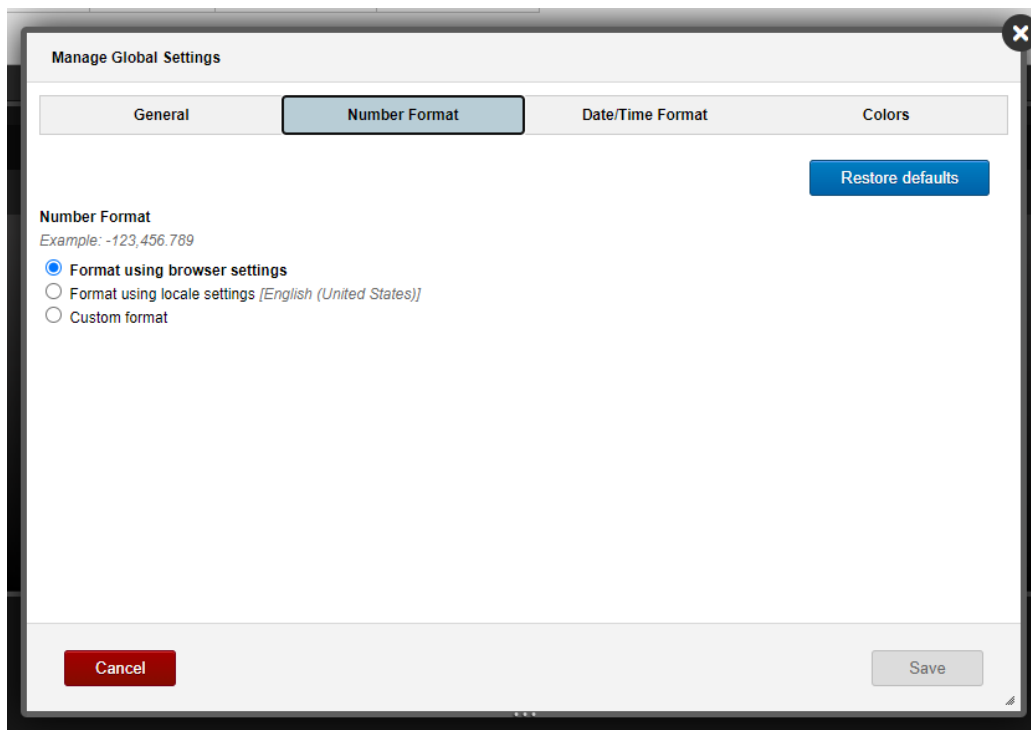 Manage Global Settings
General Number Format Date/Time Format Colors
Restore defaults
Number Format
Example: -123,456.789
Format using browser settings
Format using locale settings [English (United States)]
Custom format
Cancel Save